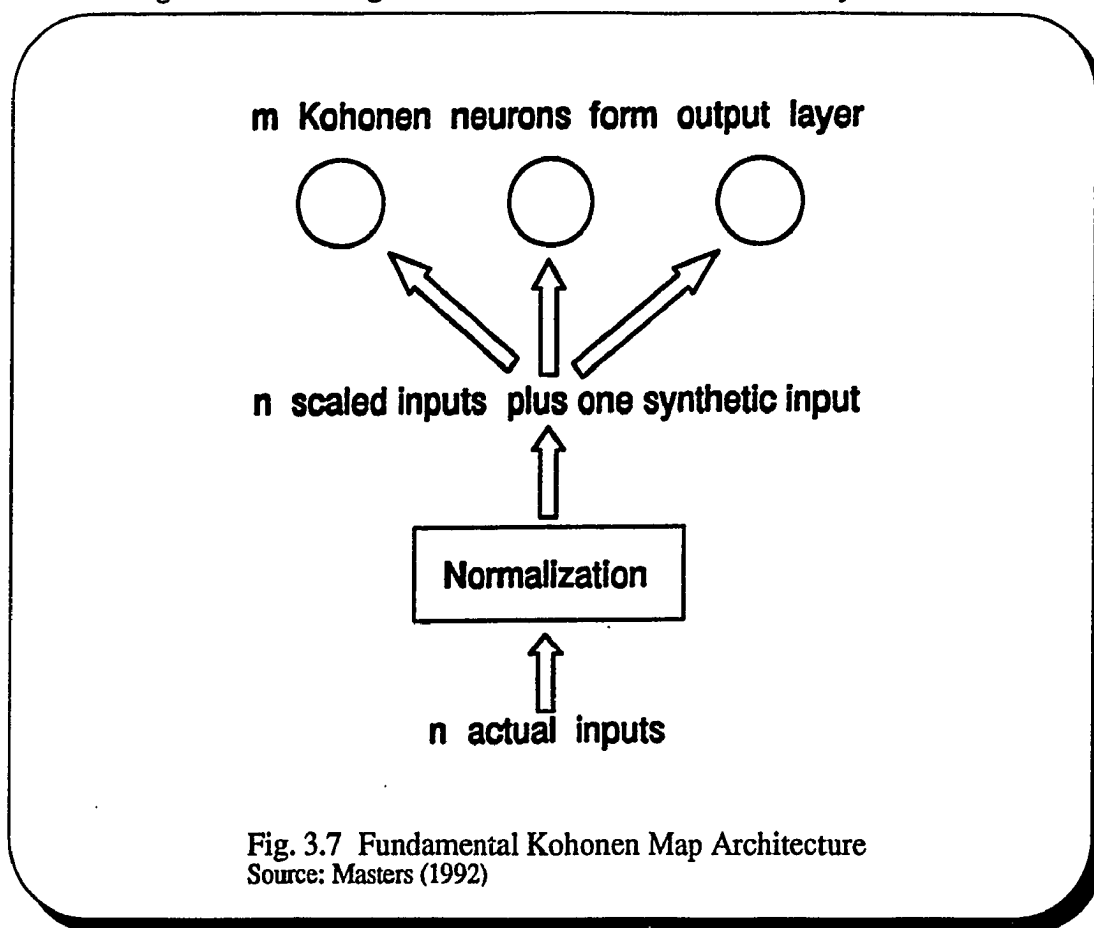 m Kohonen neurons form output layer
n scaled inputs plus one synthetic input
Normalization
n actual inputs
Fig. 3.7 Fundamental Kohonen Map Architecture
Source: Masters (1992)